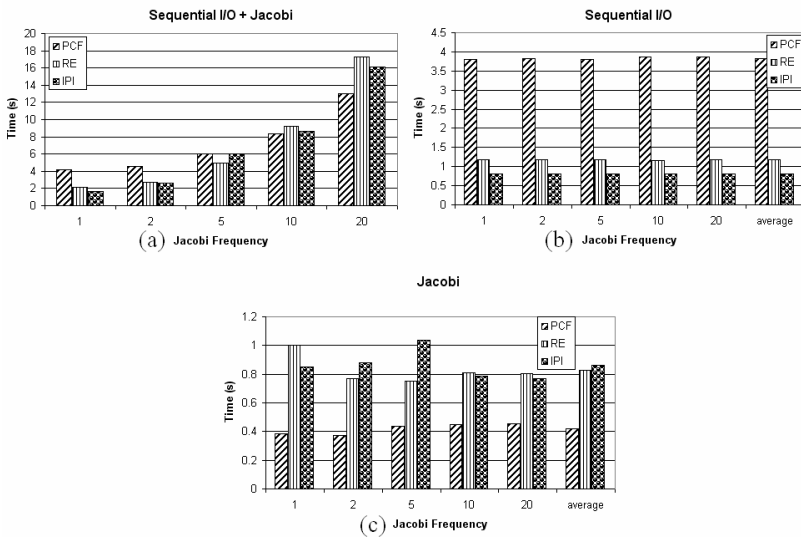 Sequential I/O + Jacobi
Time (s)
20
18
16
14
12
10
8
6
4
2
0
PCF
RE
IPI
1 2 5 10 20
(a) Jacobi Frequency
Sequential I/O
Time (s)
4.5
4
3.5
3
2.5
2
1.5
1
0.5
0
PCF
RE
IPI
1 2 5 10 20 average
(b) Jacobi Frequency
Jacobi
Time (s)
1.2
1
0.8
0.6
0.4
0.2
0
PCF
RE
IPI
1 2 5 10 20 average
(c) Jacobi Frequency